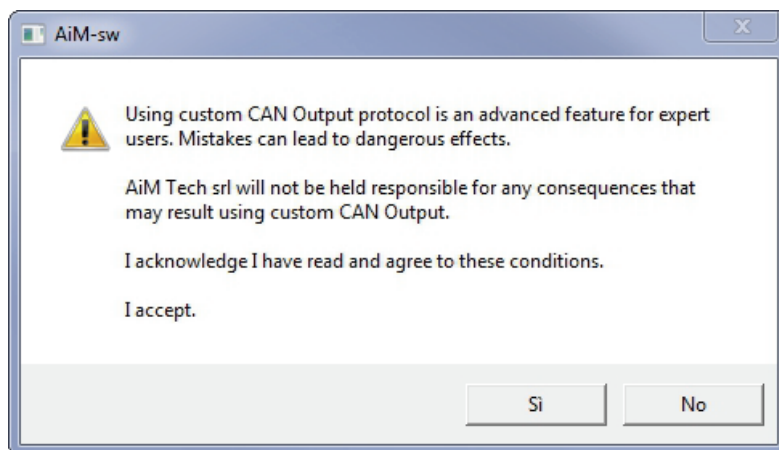 AiM-sw
Using custom CAN Output protocol is an advanced feature for expert
users. Mistakes can lead to dangerous effects.
AiM Tech srl will not be held responsible for any consequences that
may result using custom CAN Output.
I acknowledge I have read and agree to these conditions.
I accept.
Sì
No